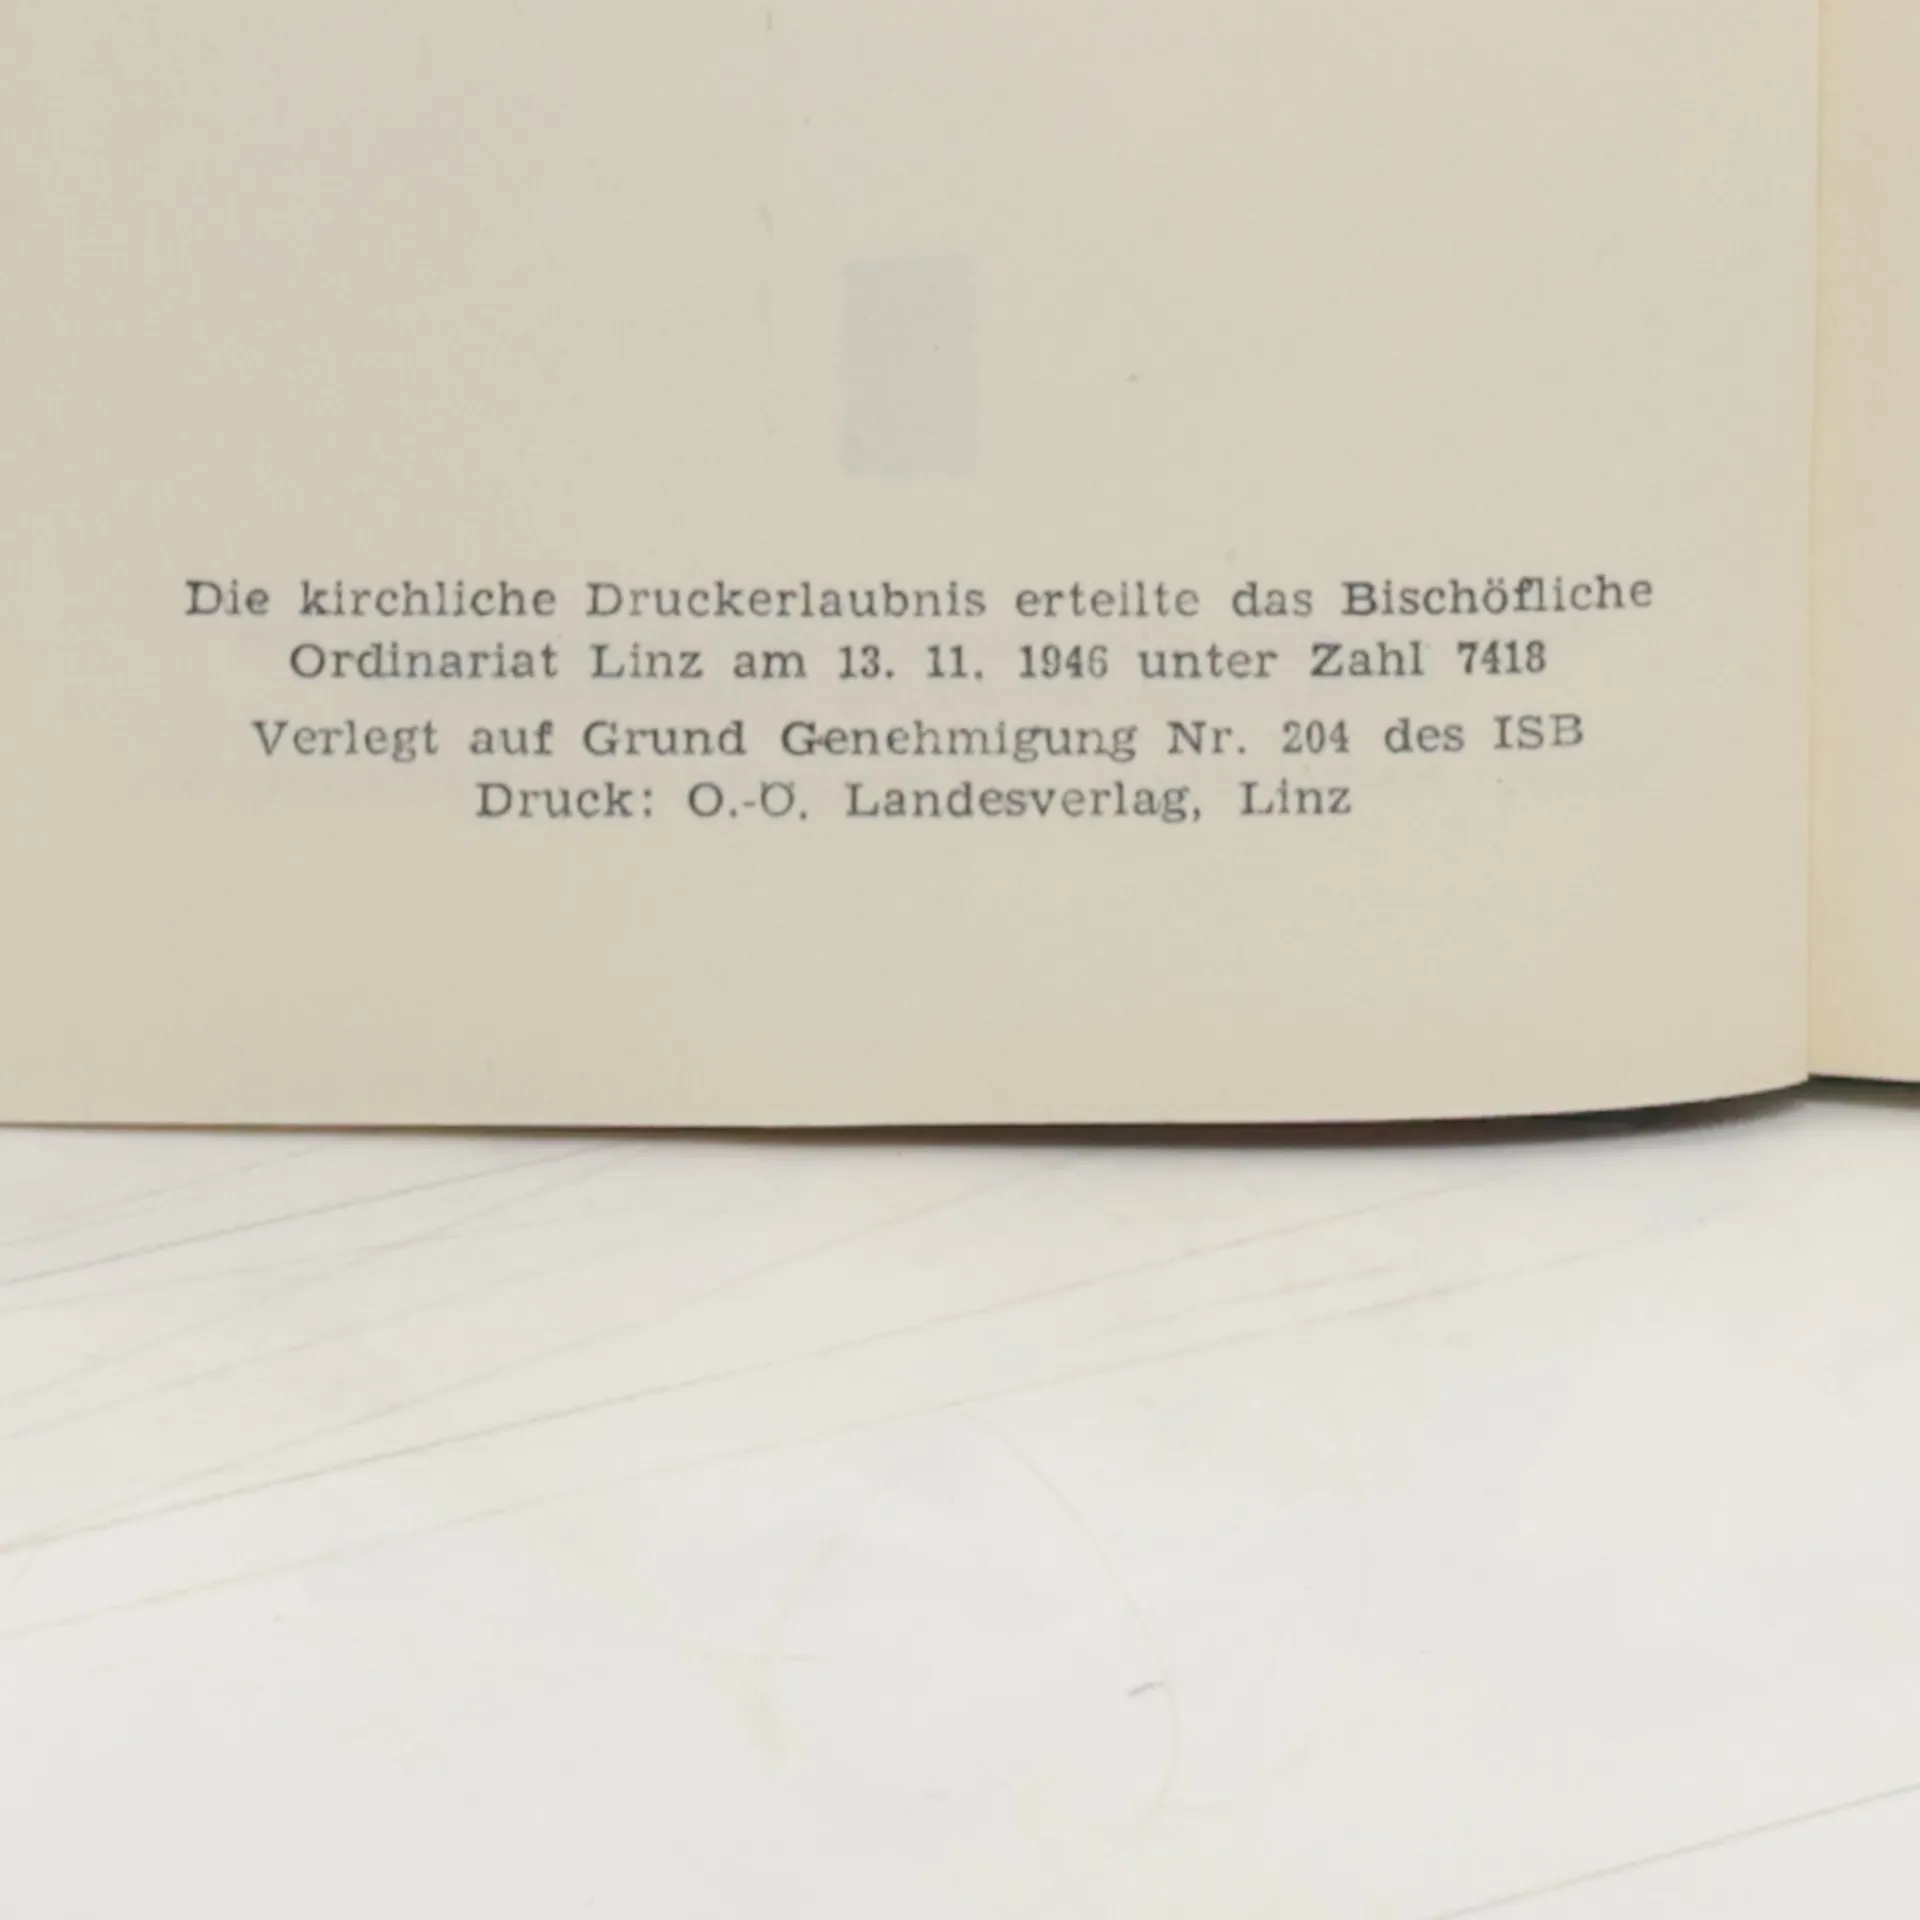 Die kirchliche Druckerlaubnis erteilte das Bischöfliche
Ordinariat Linz am 13. 11. 1946 unter Zahl 7418
Verlegt auf Grund Genehmigung Nr. 204 des ISB
Druck: O.-Ö. Landesverlag, Linz